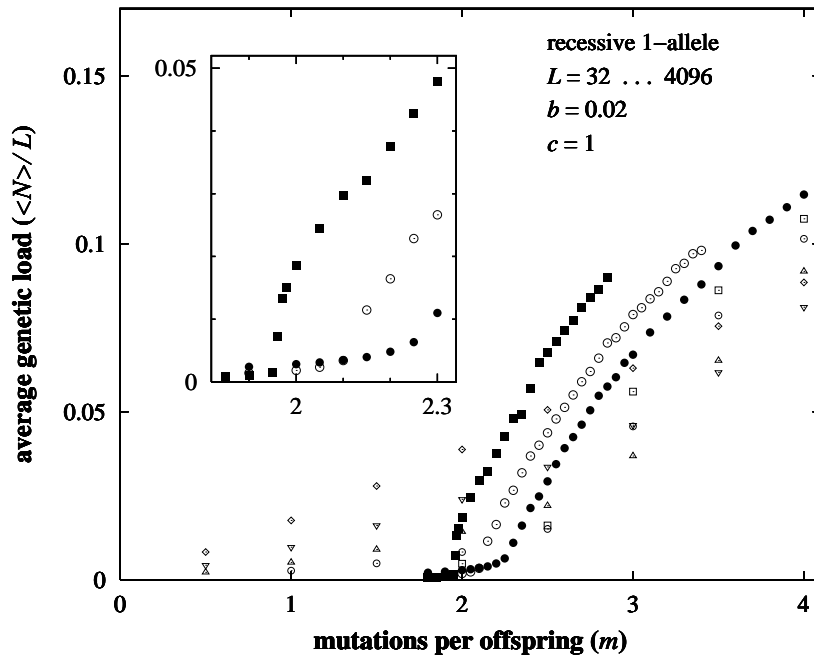 0.15
0.1
0.05
0
average genetic load (<N>/L)
recessive 1−allele
L = 32 ... 4096
b = 0.02
c = 1
0.05
0
2
2.3
0
1
2
3
4
mutations per offspring (m)